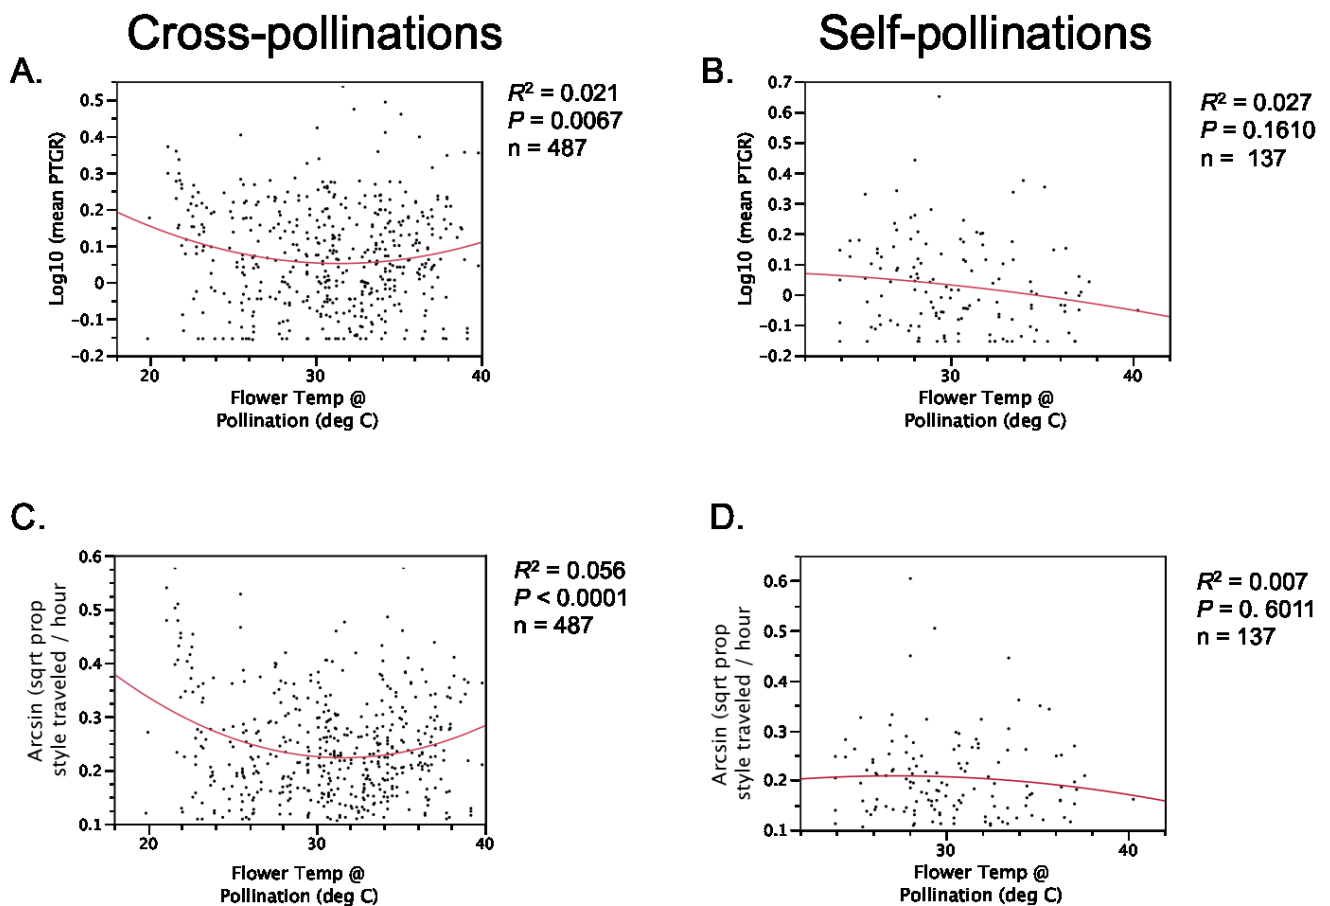 Cross-pollinations
Self-pollinations
A.
Log10 (mean PTGR)
0.5
0.4
0.3
0.2
0.1
0
−0.1
−0.2
20
30
40
Flower Temp @
Pollination (deg C)
R² = 0.021
P = 0.0067
n = 487
B.
Log10 (mean PTGR)
0.7
0.6
0.5
0.4
0.3
0.2
0.1
0
−0.1
−0.2
30
40
Flower Temp @
Pollination (deg C)
R² = 0.027
P = 0.1610
n = 137
C.
Arcsin (sqrt prop
style traveled / hour
0.6
0.5
0.4
0.3
0.2
0.1
20
30
40
Flower Temp @
Pollination (deg C)
R² = 0.056
P < 0.0001
n = 487
D.
Arcsin (sqrt prop
style traveled / hour
0.6
0.5
0.4
0.3
0.2
0.1
30
40
Flower Temp @
Pollination (deg C)
R² = 0.007
P = 0. 6011
n = 137